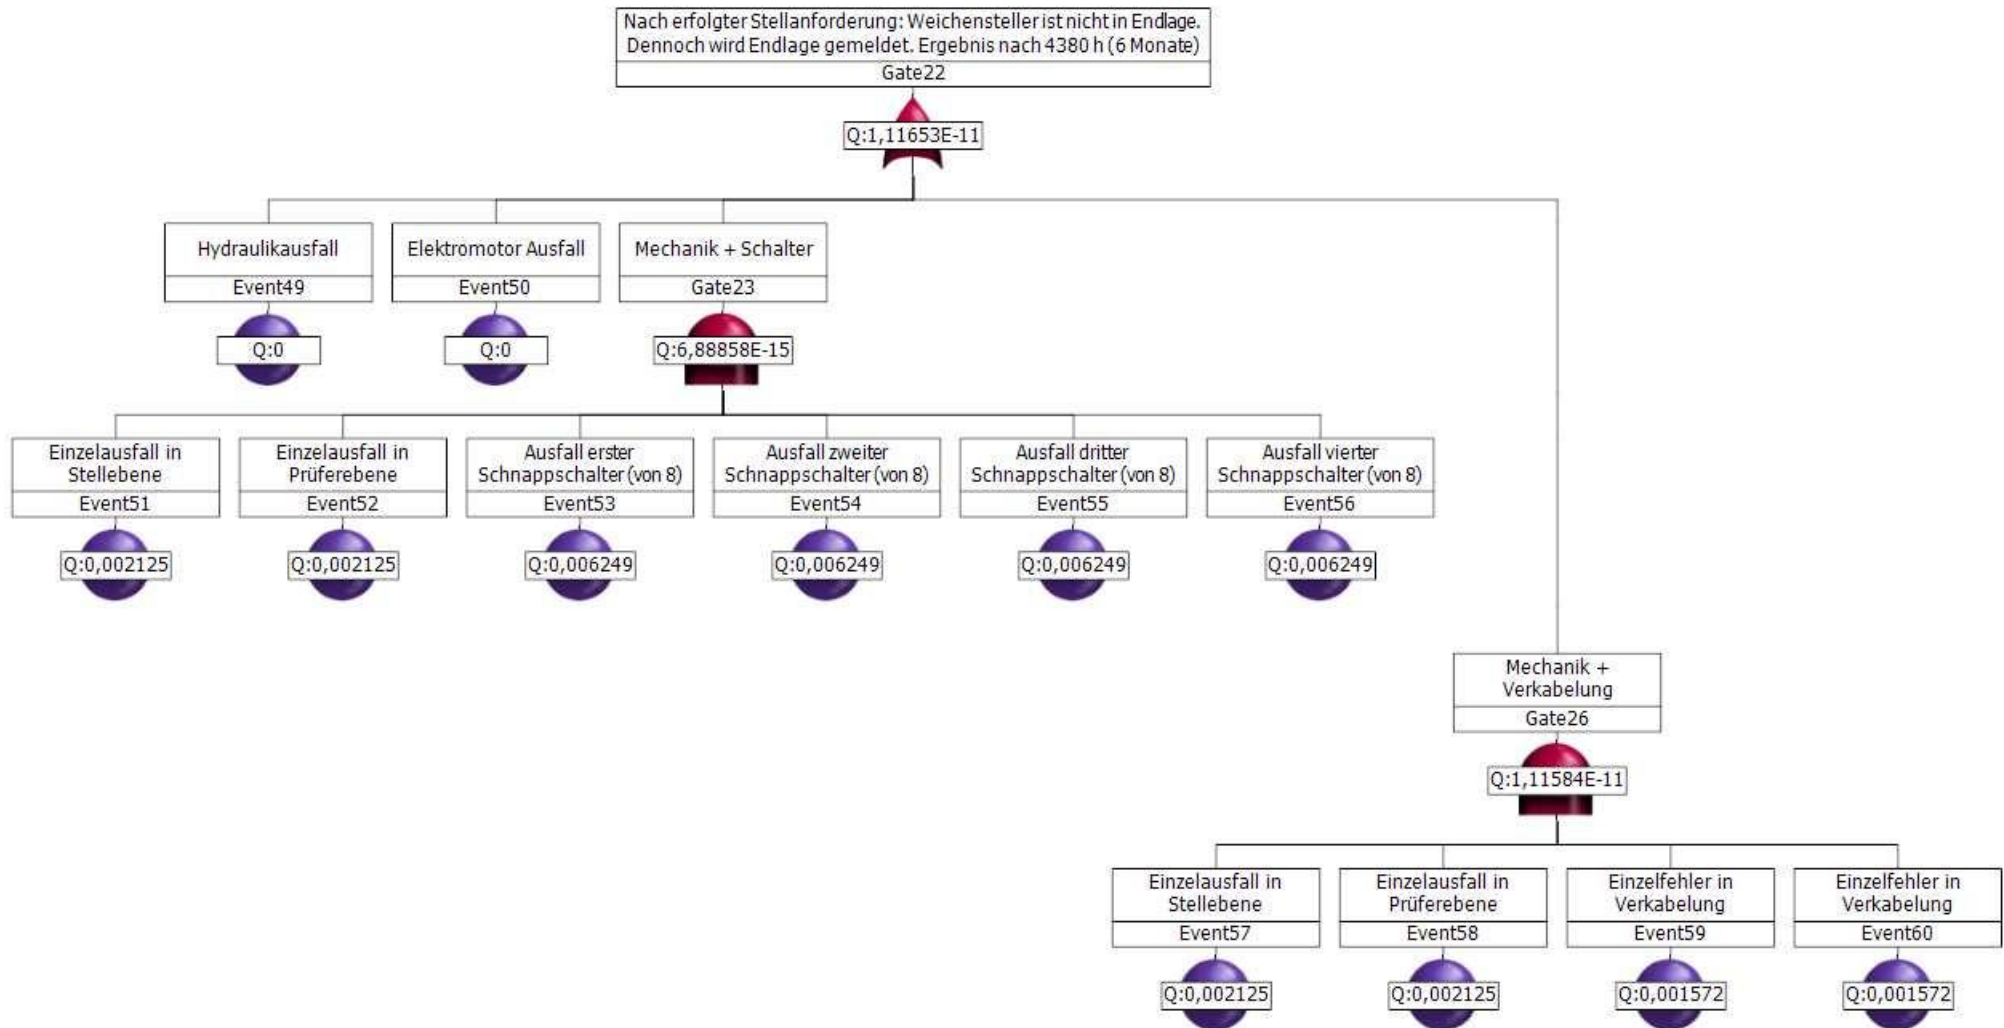 Nach erfolgter Stellanforderung: Weichensteller ist nicht in Endlage.
Dennoch wird Endlage gemeldet. Ergebnis nach 4380 h (6 Monate)
Gate22
Q:1,11653E-11
Hydraulikausfall
Event49
Q:0
Elektromotor Ausfall
Event50
Q:0
Mechanik + Schalter
Gate23
Q:6,88858E-15
Einzelausfall in
Stellebene
Event51
Q:0,002125
Einzelausfall in
Prüferebene
Event52
Q:0,002125
Ausfall erster
Schnappschalter (von 8)
Event53
Q:0,006249
Ausfall zweiter
Schnappschalter (von 8)
Event54
Q:0,006249
Ausfall dritter
Schnappschalter (von 8)
Event55
Q:0,006249
Ausfall vierter
Schnappschalter (von 8)
Event56
Q:0,006249
Mechanik +
Verkabelung
Gate26
Q:1,11584E-11
Einzelausfall in
Stellebene
Event57
Q:0,002125
Einzelausfall in
Prüferebene
Event58
Q:0,002125
Einzelfehler in
Verkabelung
Event59
Q:0,001572
Einzelfehler in
Verkabelung
Event60
Q:0,001572